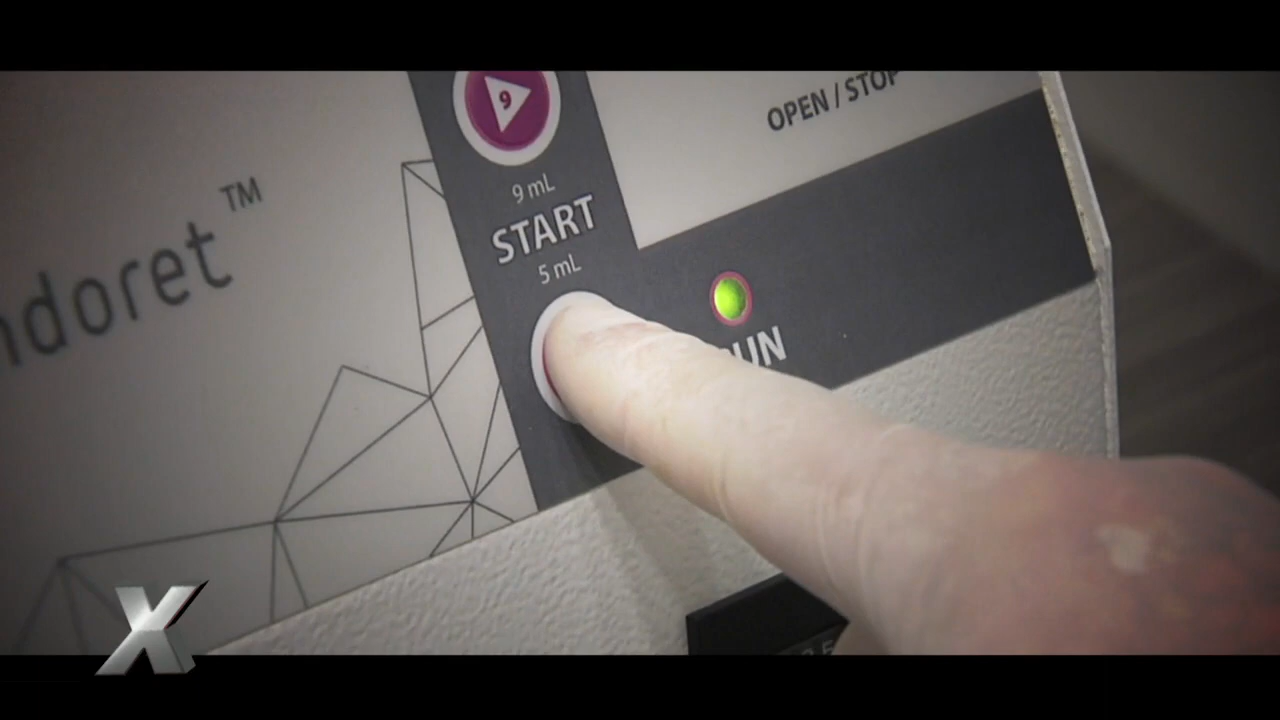 9
OPEN / STOP
9 mL
START
5 mL
ndoret™
X